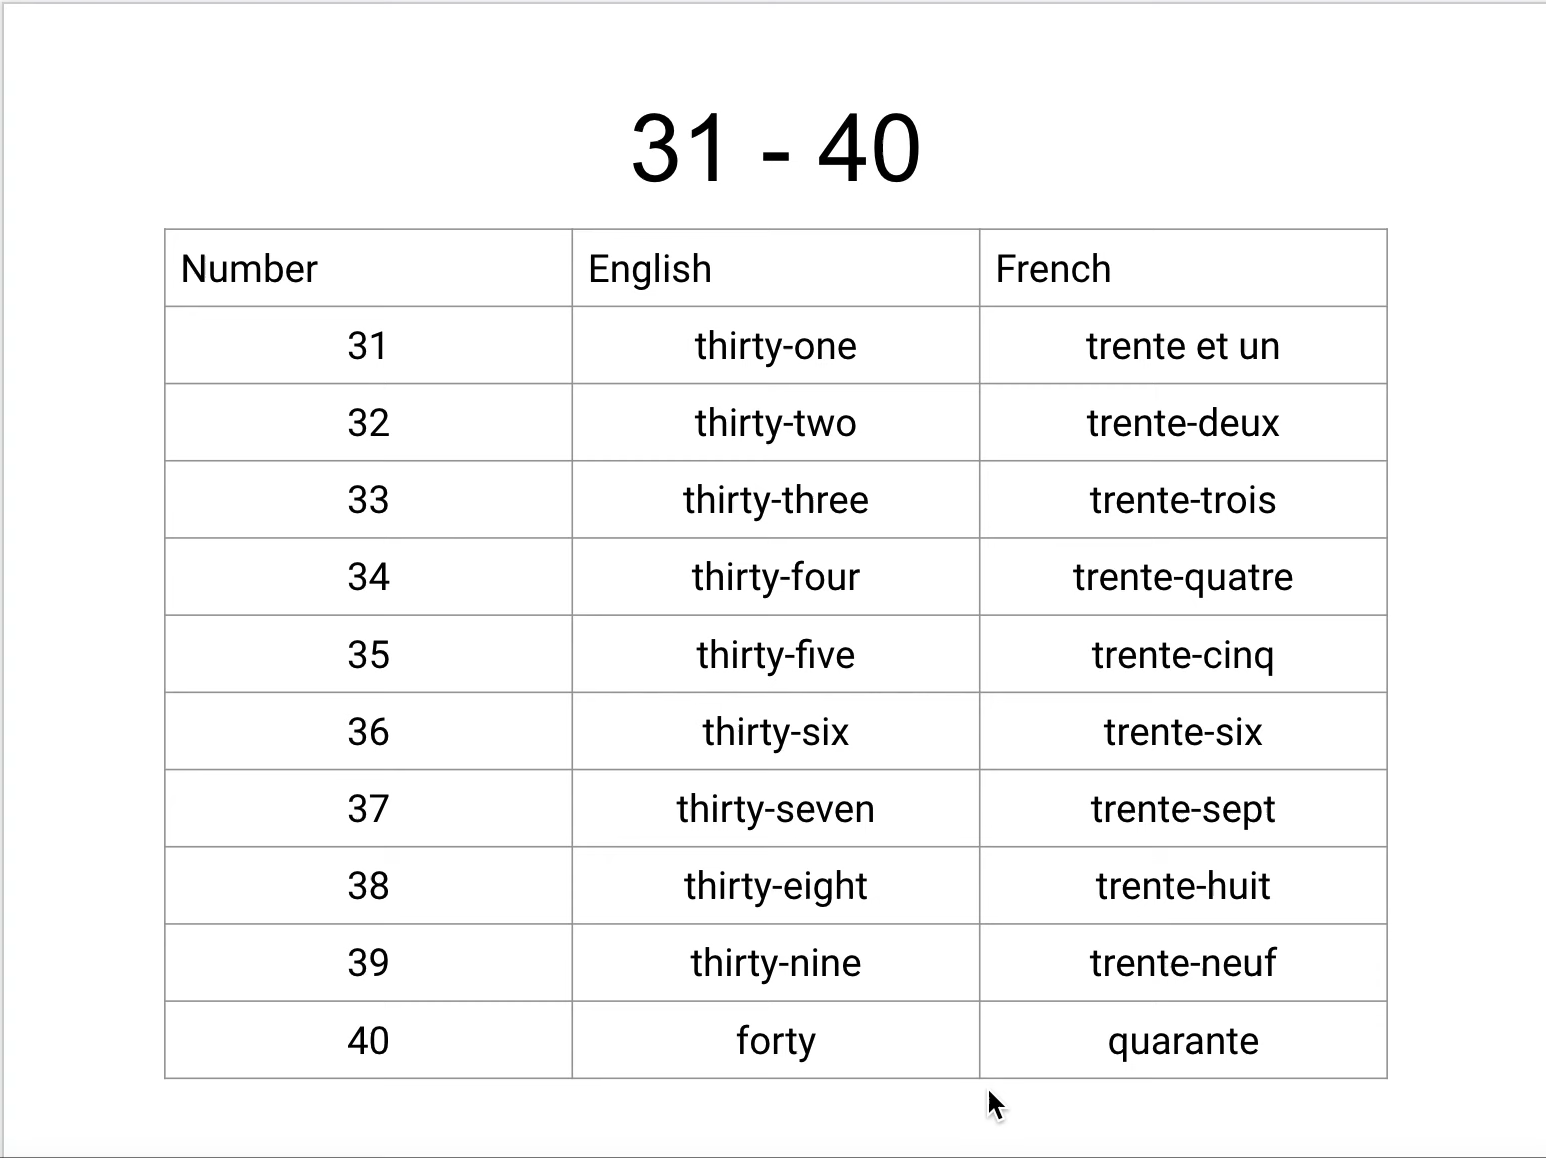 31 - 40
Number English French
31 thirty-one trente et un
32 thirty-two trente-deux
33 thirty-three trente-trois
34 thirty-four trente-quatre
35 thirty-five trente-cinq
36 thirty-six trente-six
37 thirty-seven trente-sept
38 thirty-eight trente-huit
39 thirty-nine trente-neuf
40 forty quarante